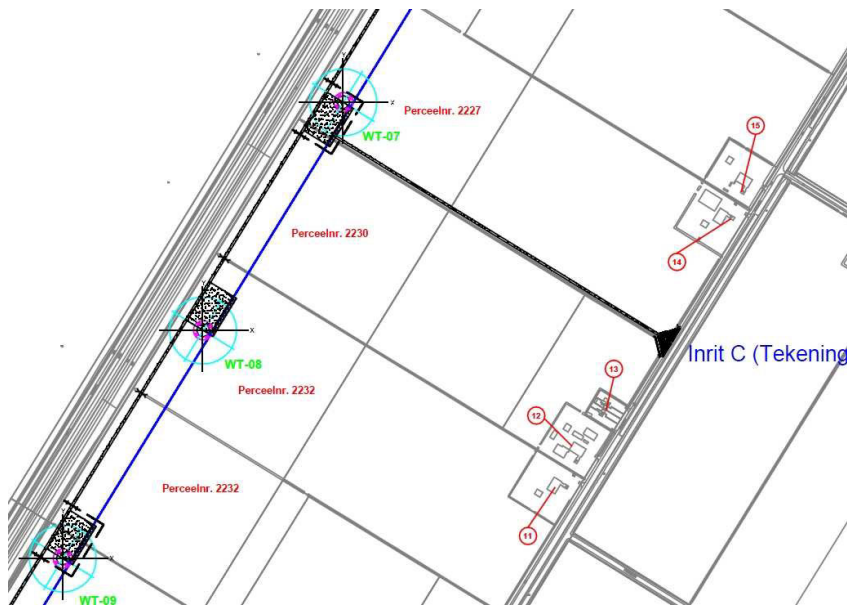 Perceelnr. 2227
15
WT-07
Perceelnr. 2230
14
X
WT-08
Inrit C (Tekening
13
Perceelnr. 2232
12
Perceelnr. 2232
11
WT-09